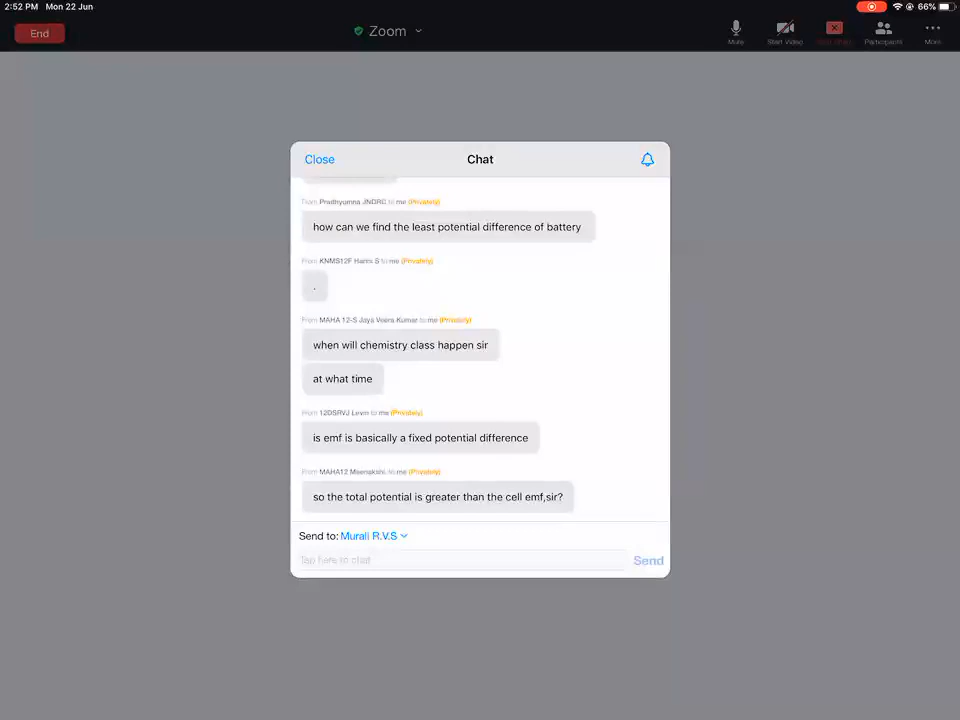 2:52 PM Mon 22 Jun
66%
End
Zoom
Mute
Start Video
Participants
More
Close
Chat
From Pradhyumna JNDRC to me (Privately)
how can we find the least potential difference of battery
From KNMS12F Harini S to me (Privately)
.
From MAHA 12-S Jaya Veera Kumar to me (Privately)
when will chemistry class happen sir
at what time
From 12DSRVJ to me (Privately)
is emf is basically a fixed potential difference
From MAHA12 Meenakshi. to me (Privately)
so the total potential is greater than the cell emf,sir?
Send to: Murali R.V.S
Tap here to chat
Send